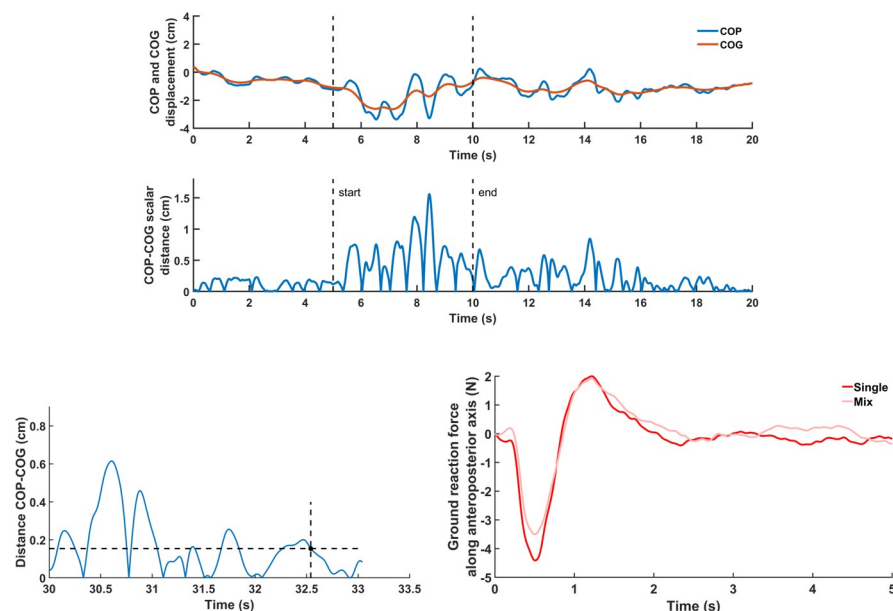 4
2
0
-2
-4
COP and COG
displacement (cm)
COP
COG
0 2 4 6 8 10 12 14 16 18 20
Time (s)
1.5
1
0.5
0
COP-COG scalar
distance (cm)
start
end
0 2 4 6 8 10 12 14 16 18 20
Time (s)
0.8
0.6
0.4
0.2
0
Distance COP-COG (cm)
30 30.5 31 31.5 32 32.5 33 33.5
Time (s)
2
1
0
-1
-2
-3
-4
-5
Ground reaction force
along anteroposterior axis (N)
Single
Mix
0 1 2 3 4 5
Time (s)